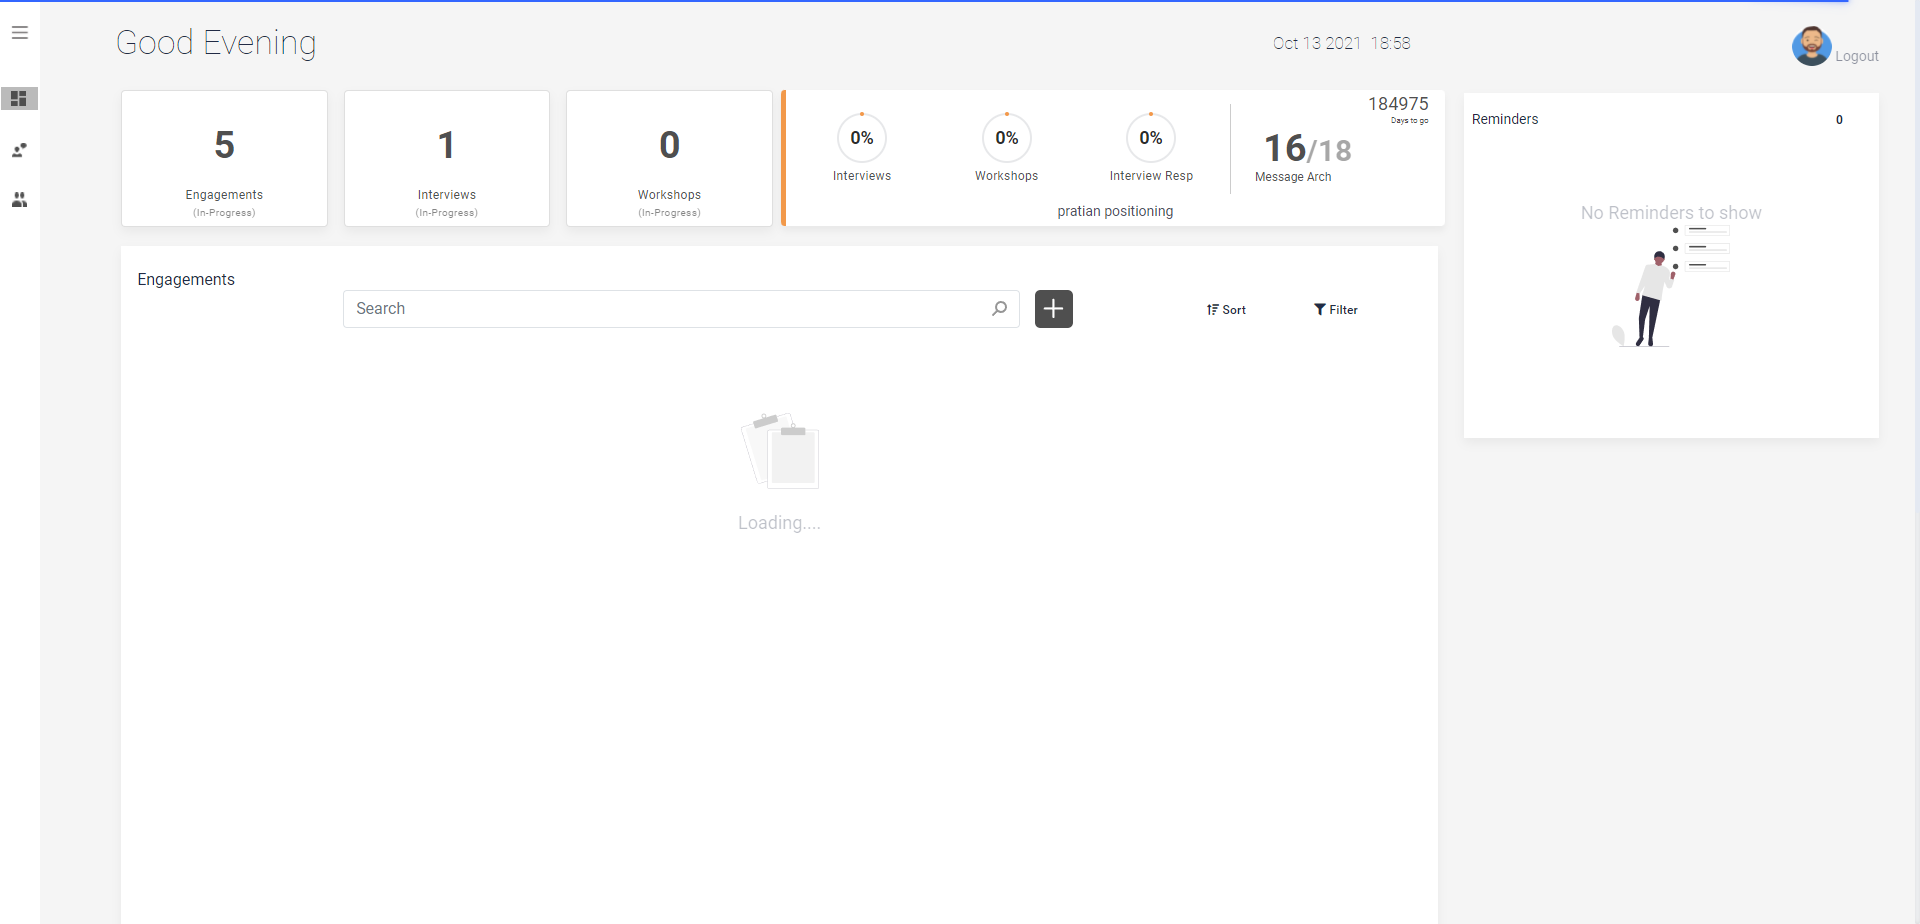 Good Evening
Oct 13 2021 18:58
Logout
5
Engagements
(In-Progress)
1
Interviews
(In-Progress)
0
Workshops
(In-Progress)
0%
Interviews
0%
Workshops
0%
Interview Resp
184975
Days to go
16/18
Message Arch
pratian positioning
Reminders
0
No Reminders to show
Engagements
Search
Sort
Filter
Loading....